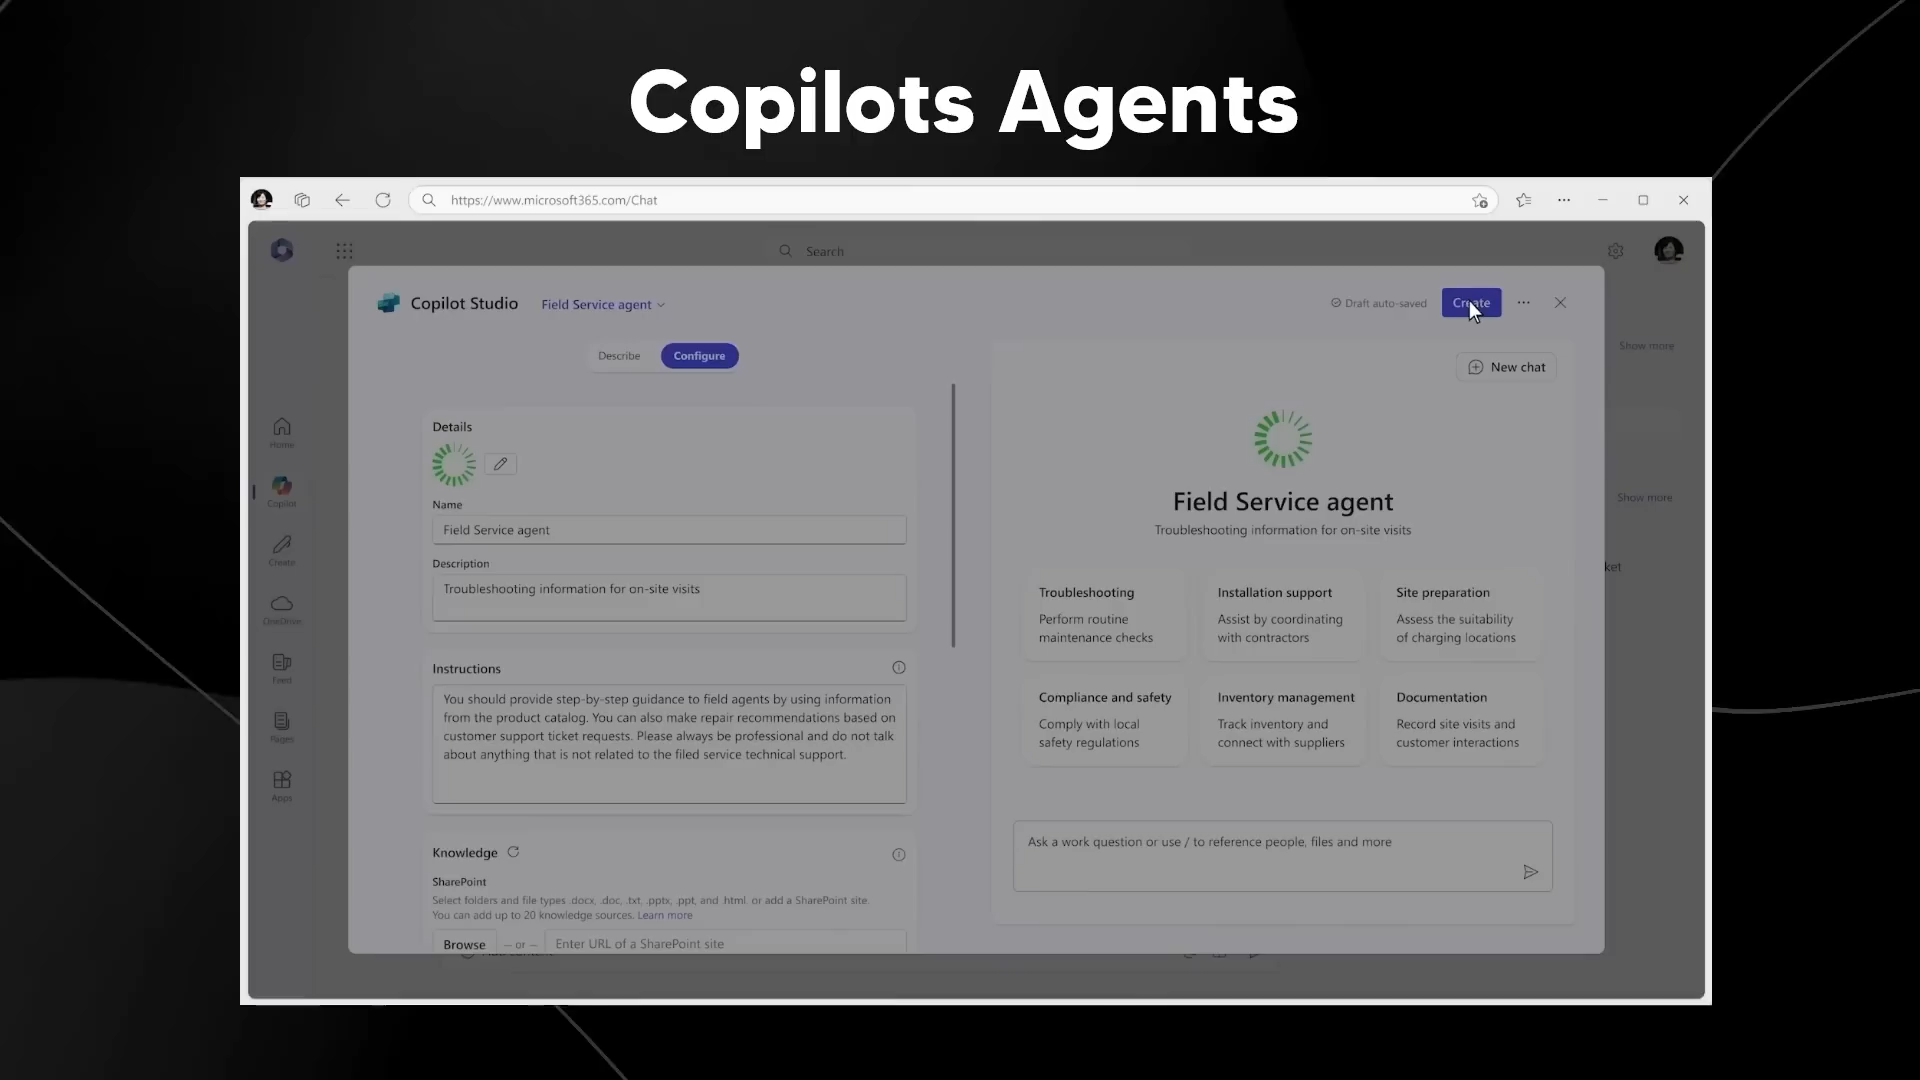 Copilots Agents
https://www.microsoft365.com/Chat
Search
Copilot Studio
Field Service agent
Draft auto-saved
Create
Describe
Configure
New chat
Show more
Details
Name
Field Service agent
Description
Troubleshooting information for on-site visits
Instructions
You should provide step-by-step guidance to field agents by using information
from the product catalog. You can also make repair recommendations based on
customer support ticket requests. Please always be professional and do not talk
about anything that is not related to the filed service technical support.
Knowledge
SharePoint
Select folders and file types .docx, .doc, .txt, .pptx, .ppt, and .html. or add a SharePoint site.
You can add up to 20 knowledge sources. Learn more
Browse
— or —
Enter URL of a SharePoint site
Field Service agent
Troubleshooting information for on-site visits
Troubleshooting
Perform routine
maintenance checks
Installation support
Assist by coordinating
with contractors
Site preparation
Assess the suitability
of charging locations
Compliance and safety
Comply with local
safety regulations
Inventory management
Track inventory and
connect with suppliers
Documentation
Record site visits and
customer interactions
Ask a work question or use / to reference people, files and more
Show more
ket
Home
Copilot
Create
OneDrive
Feed
Pages
Apps